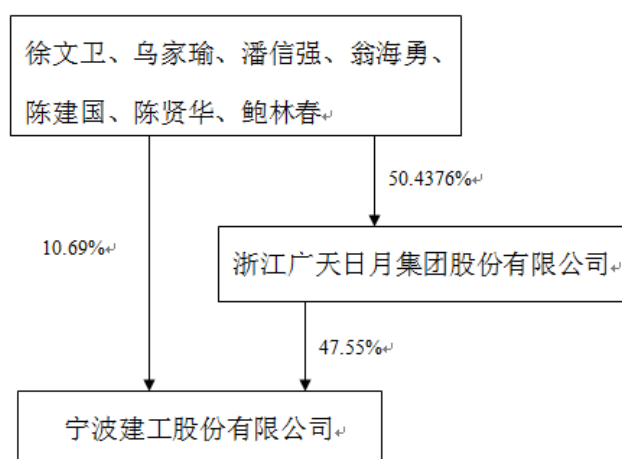 徐文卫、乌家瑜、潘信强、翁海勇、
陈建国、陈贤华、鲍林春
50.4376%
10.69%
浙江广天日月集团股份有限公司
47.55%
宁波建工股份有限公司